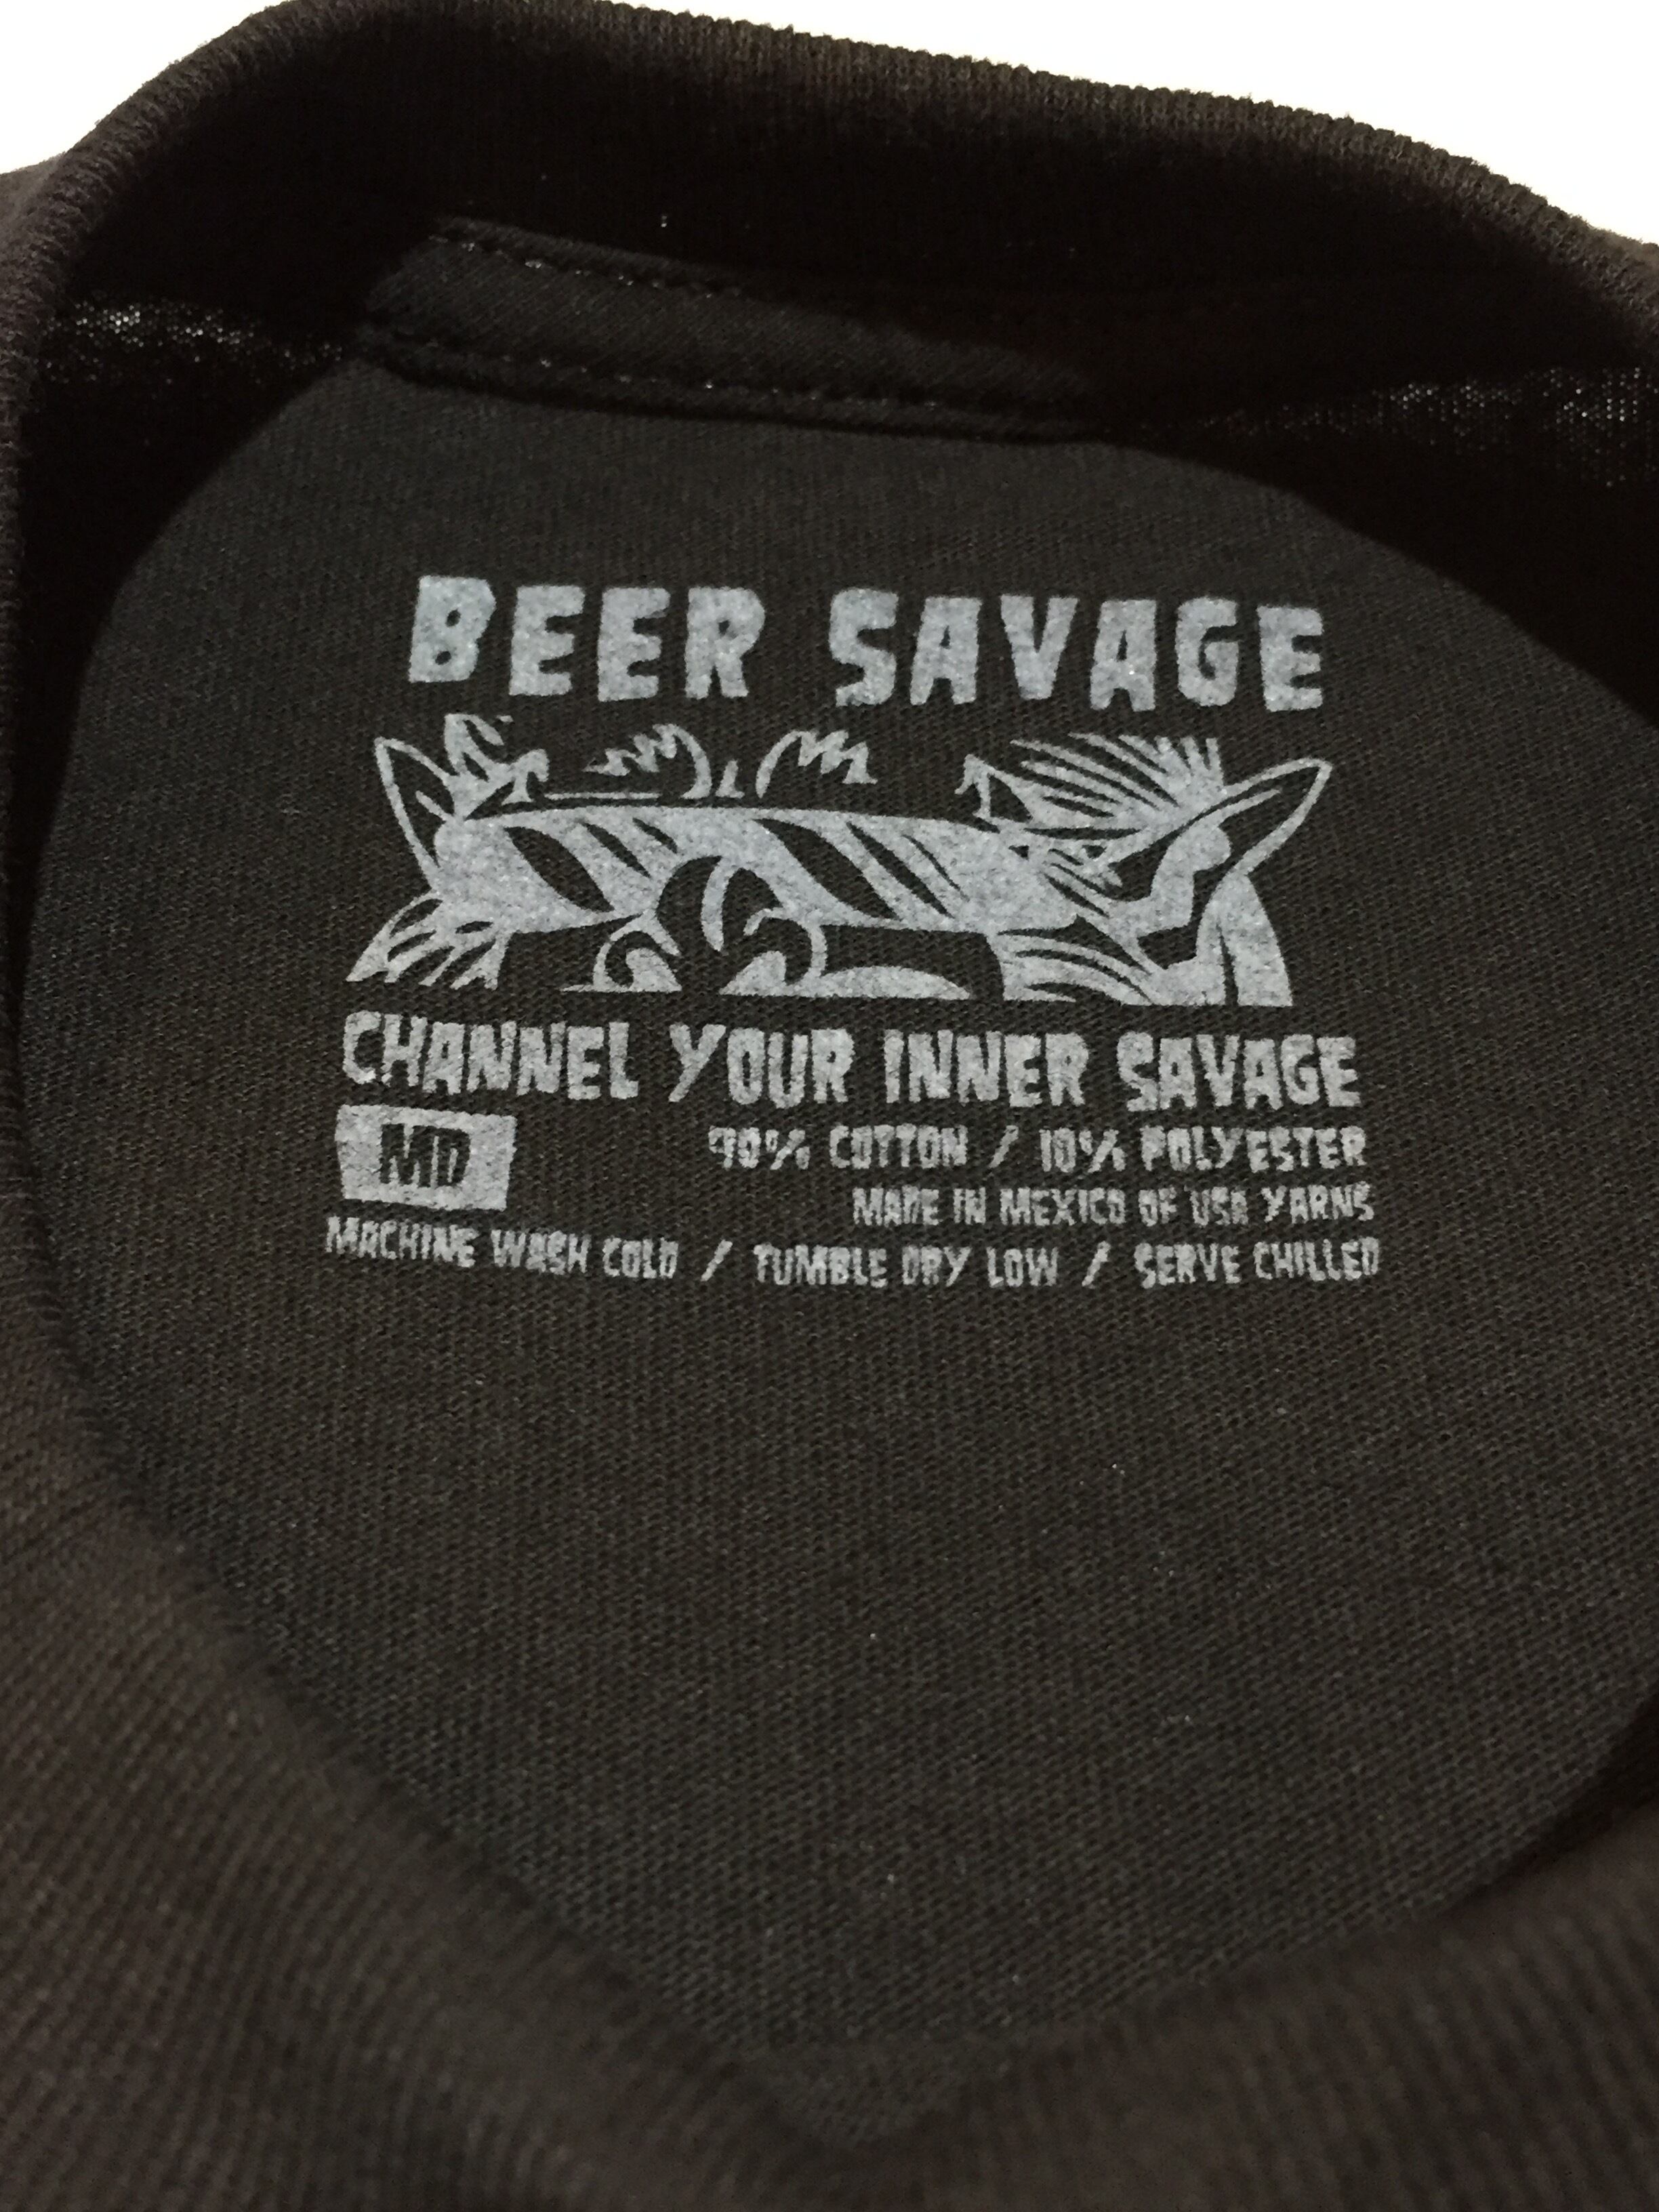 BEER SAVAGE
CHANNEL YOUR INNER SAVAGE
MD
90% COTTON / 10% POLYESTER
MADE IN MEXICO OF USA YARNS
MACHINE WASH COLD / TUMBLE DRY LOW / SERVE CHILLED